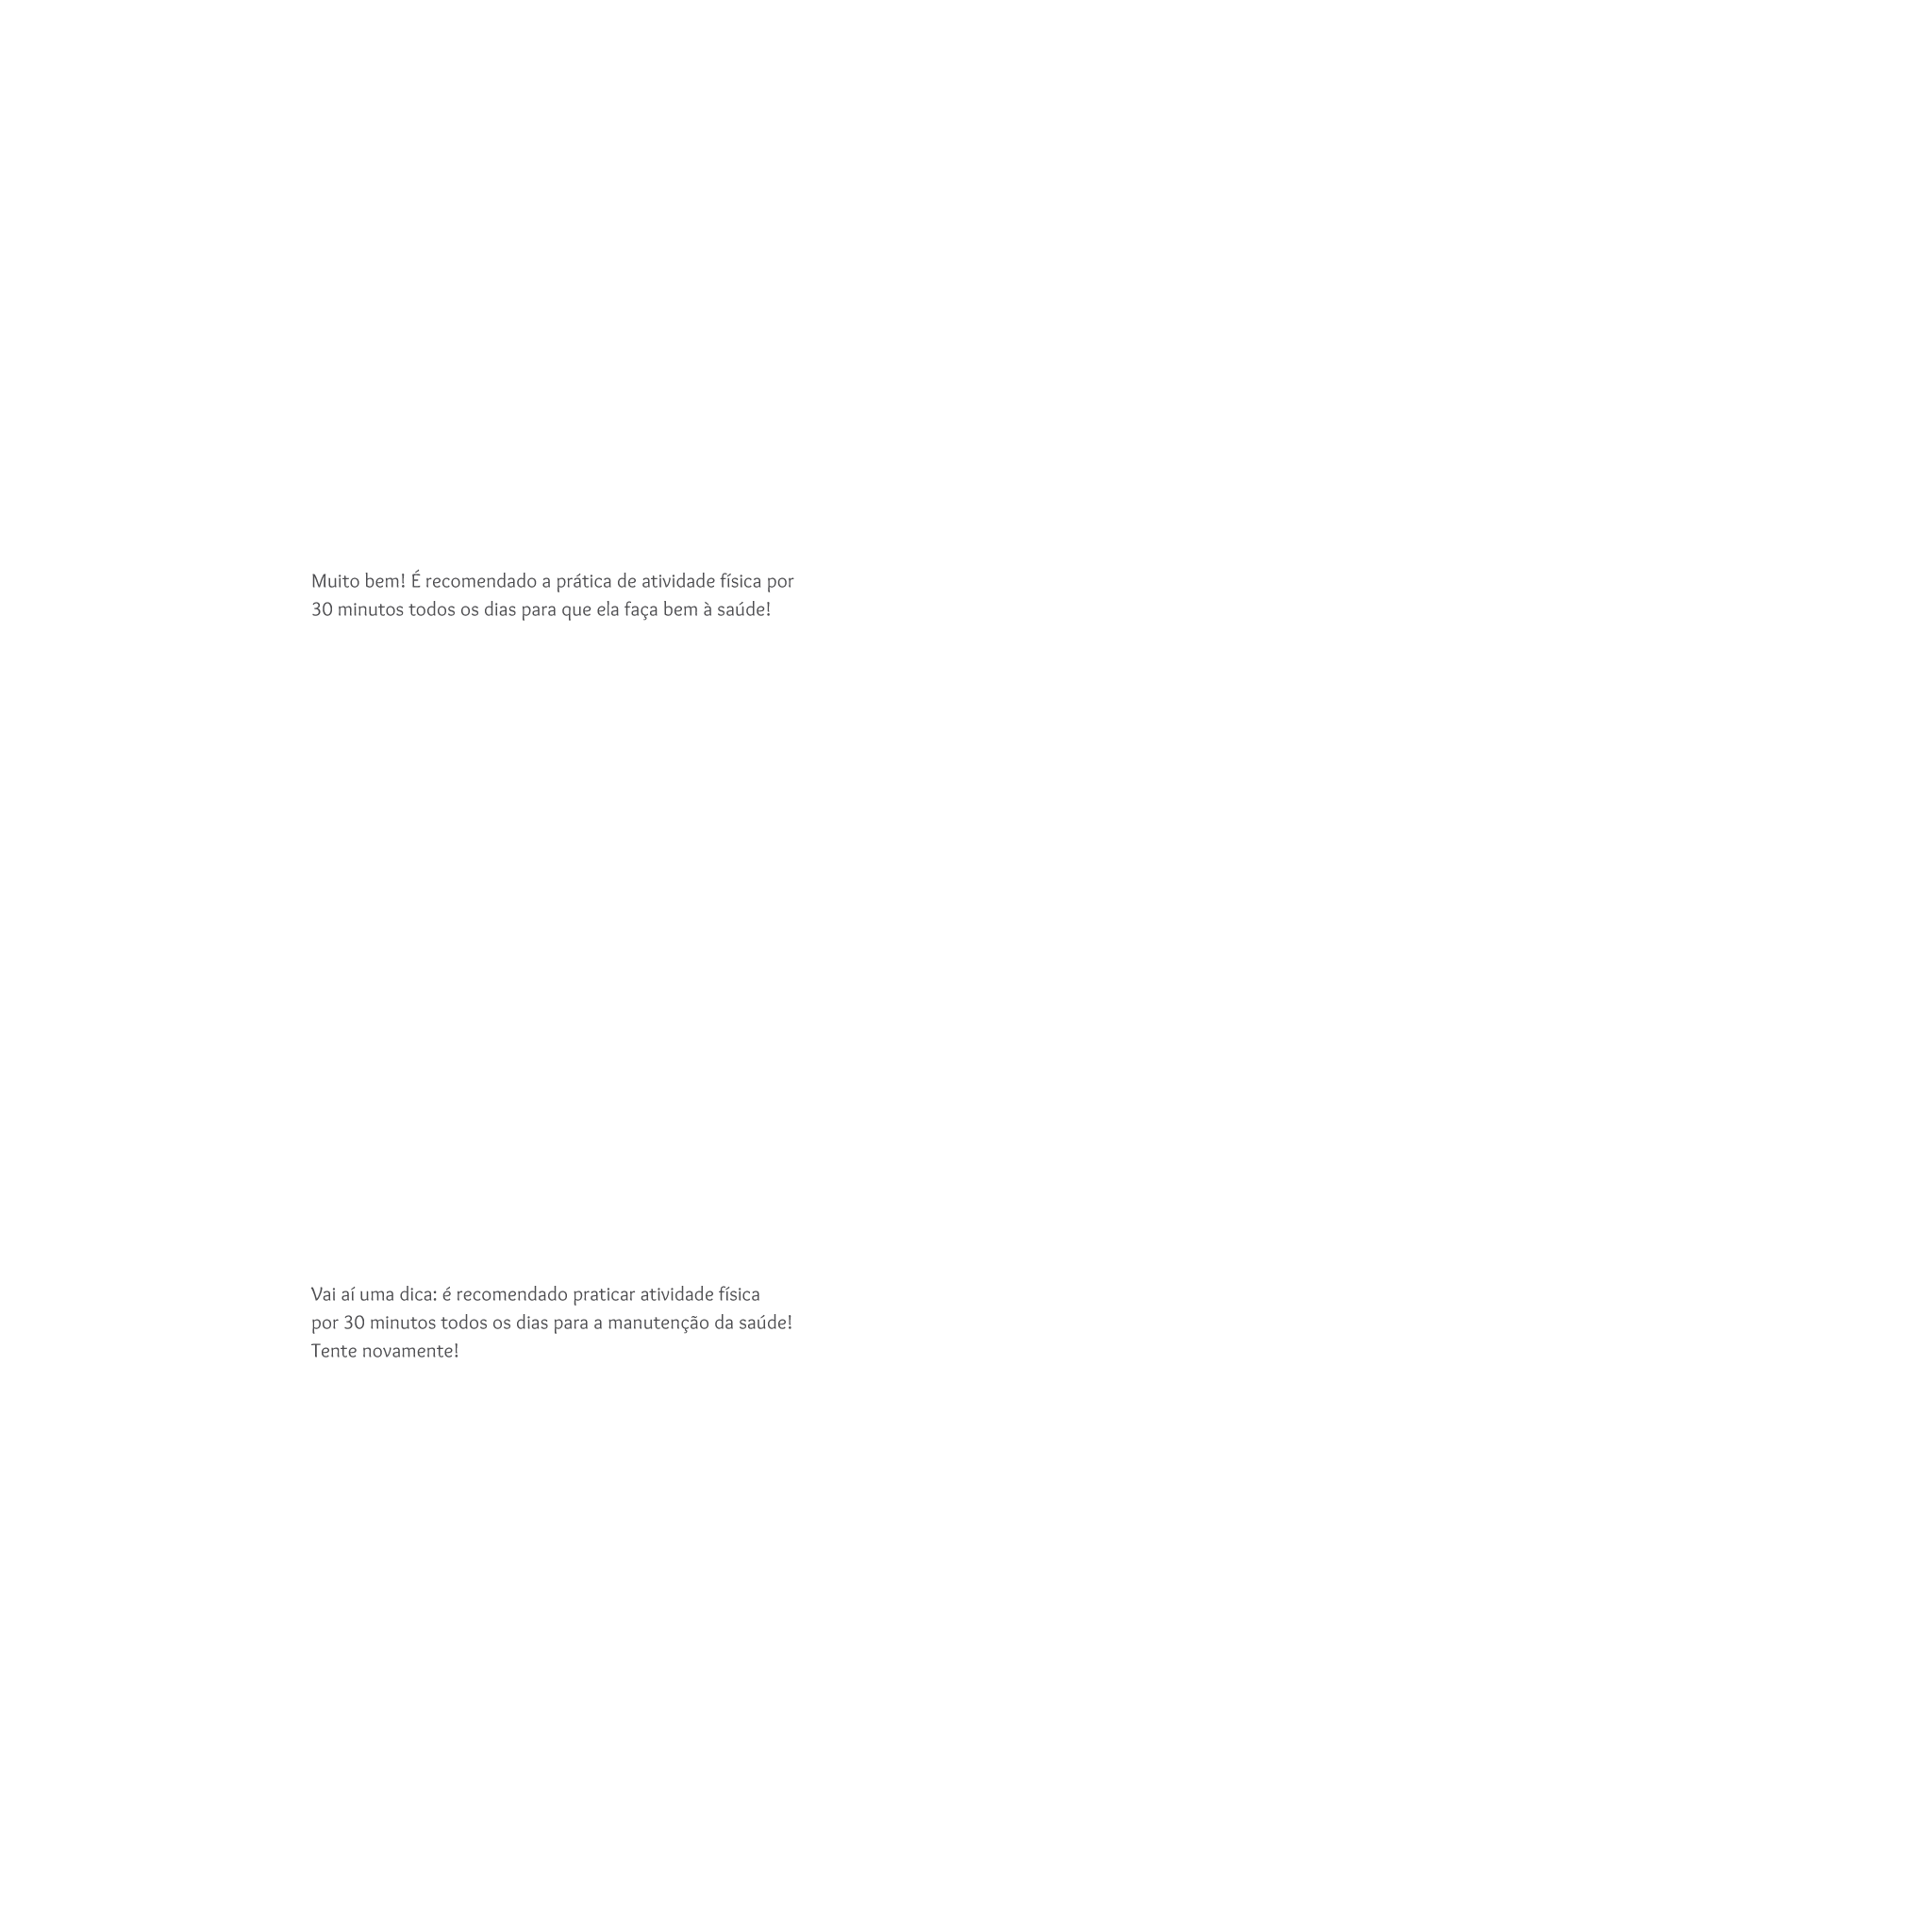 Muito bem! É recomendado a prática de atividade física por
30 minutos todos os dias para que ela faça bem à saúde!
Vai aí uma dica: é recomendado praticar atividade física
por 30 minutos todos os dias para a manutenção da saúde!
Tente novamente!